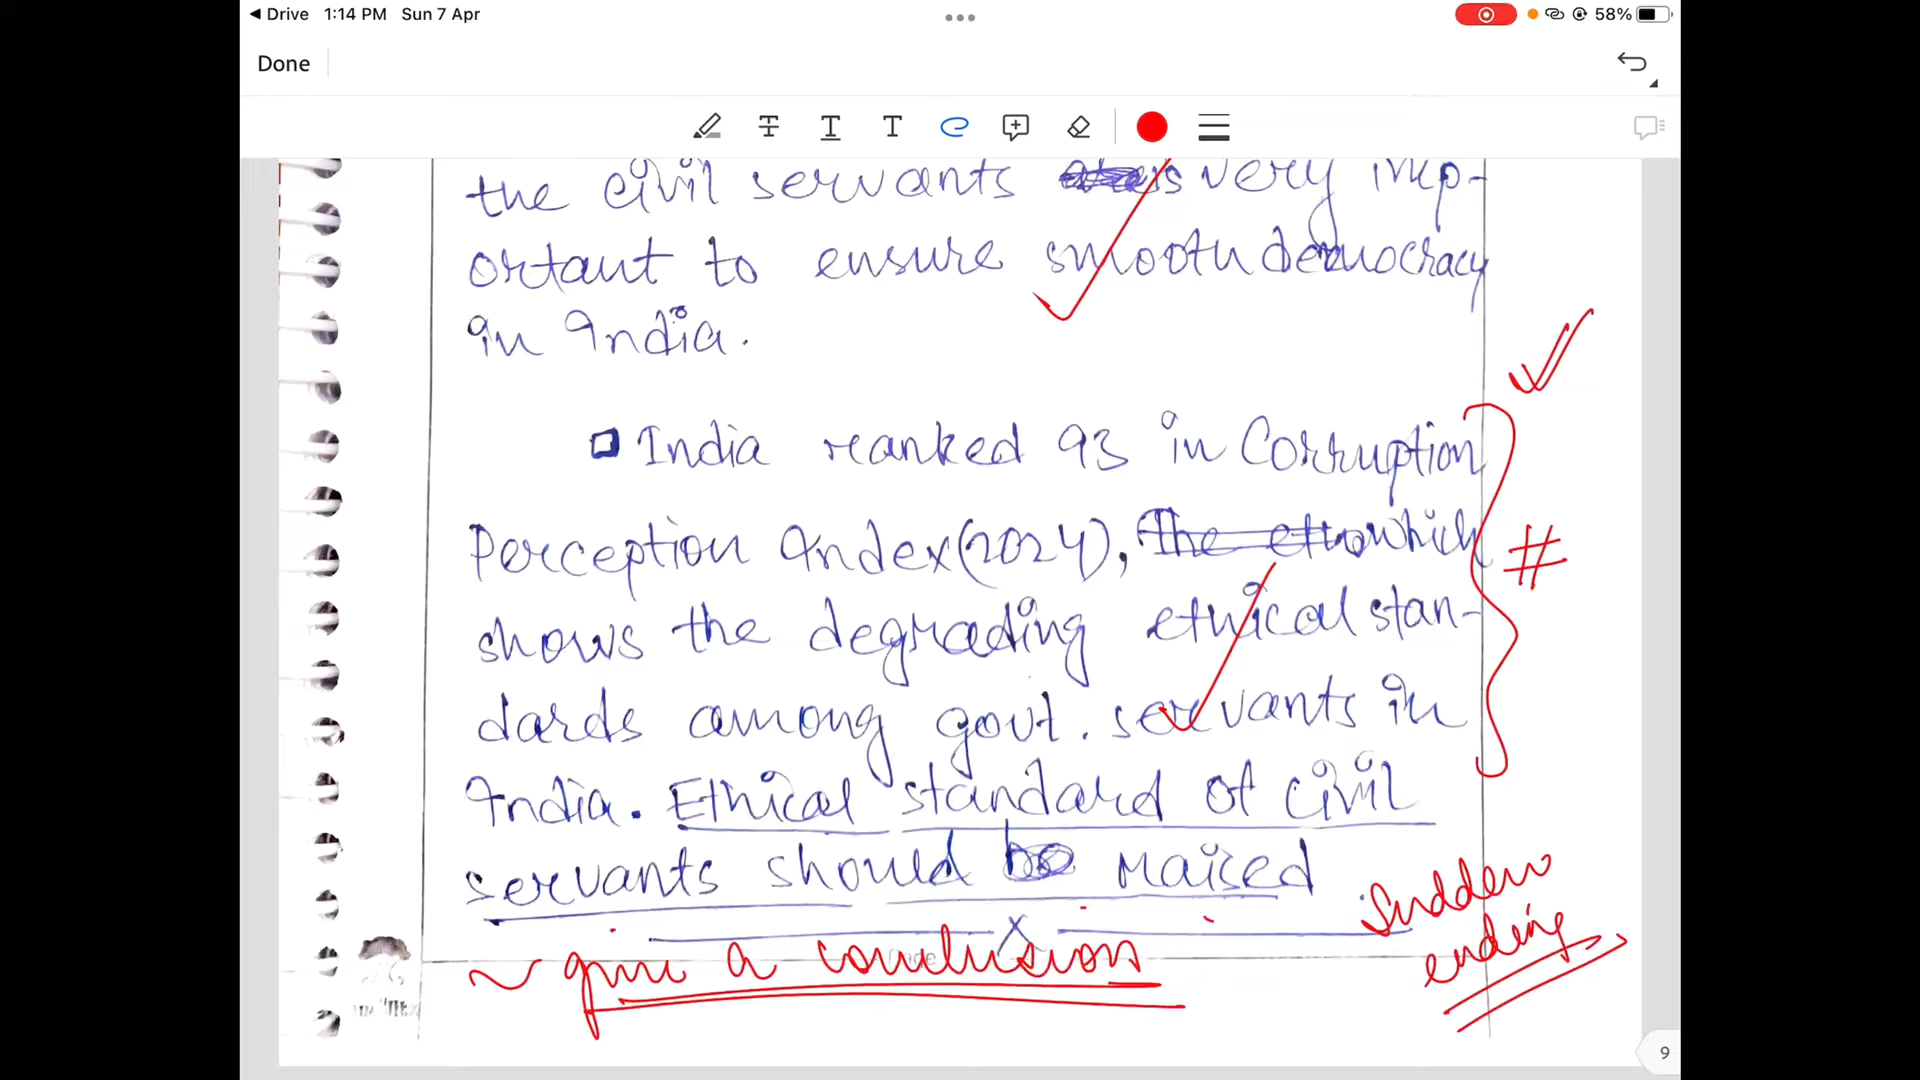 Drive 1:14 PM Sun 7 Apr
58%
Done
the civil servants is very imp-
ortant to ensure smooth democracy
in India.
India ranked 93 in Corruption
Perception Index(2024), The which
#
shows the degrading ethical stan-
dards among govt. servants in
India. Ethical standard of civil
servants should be raised
Sudden
ending
~ give a conclusion
9